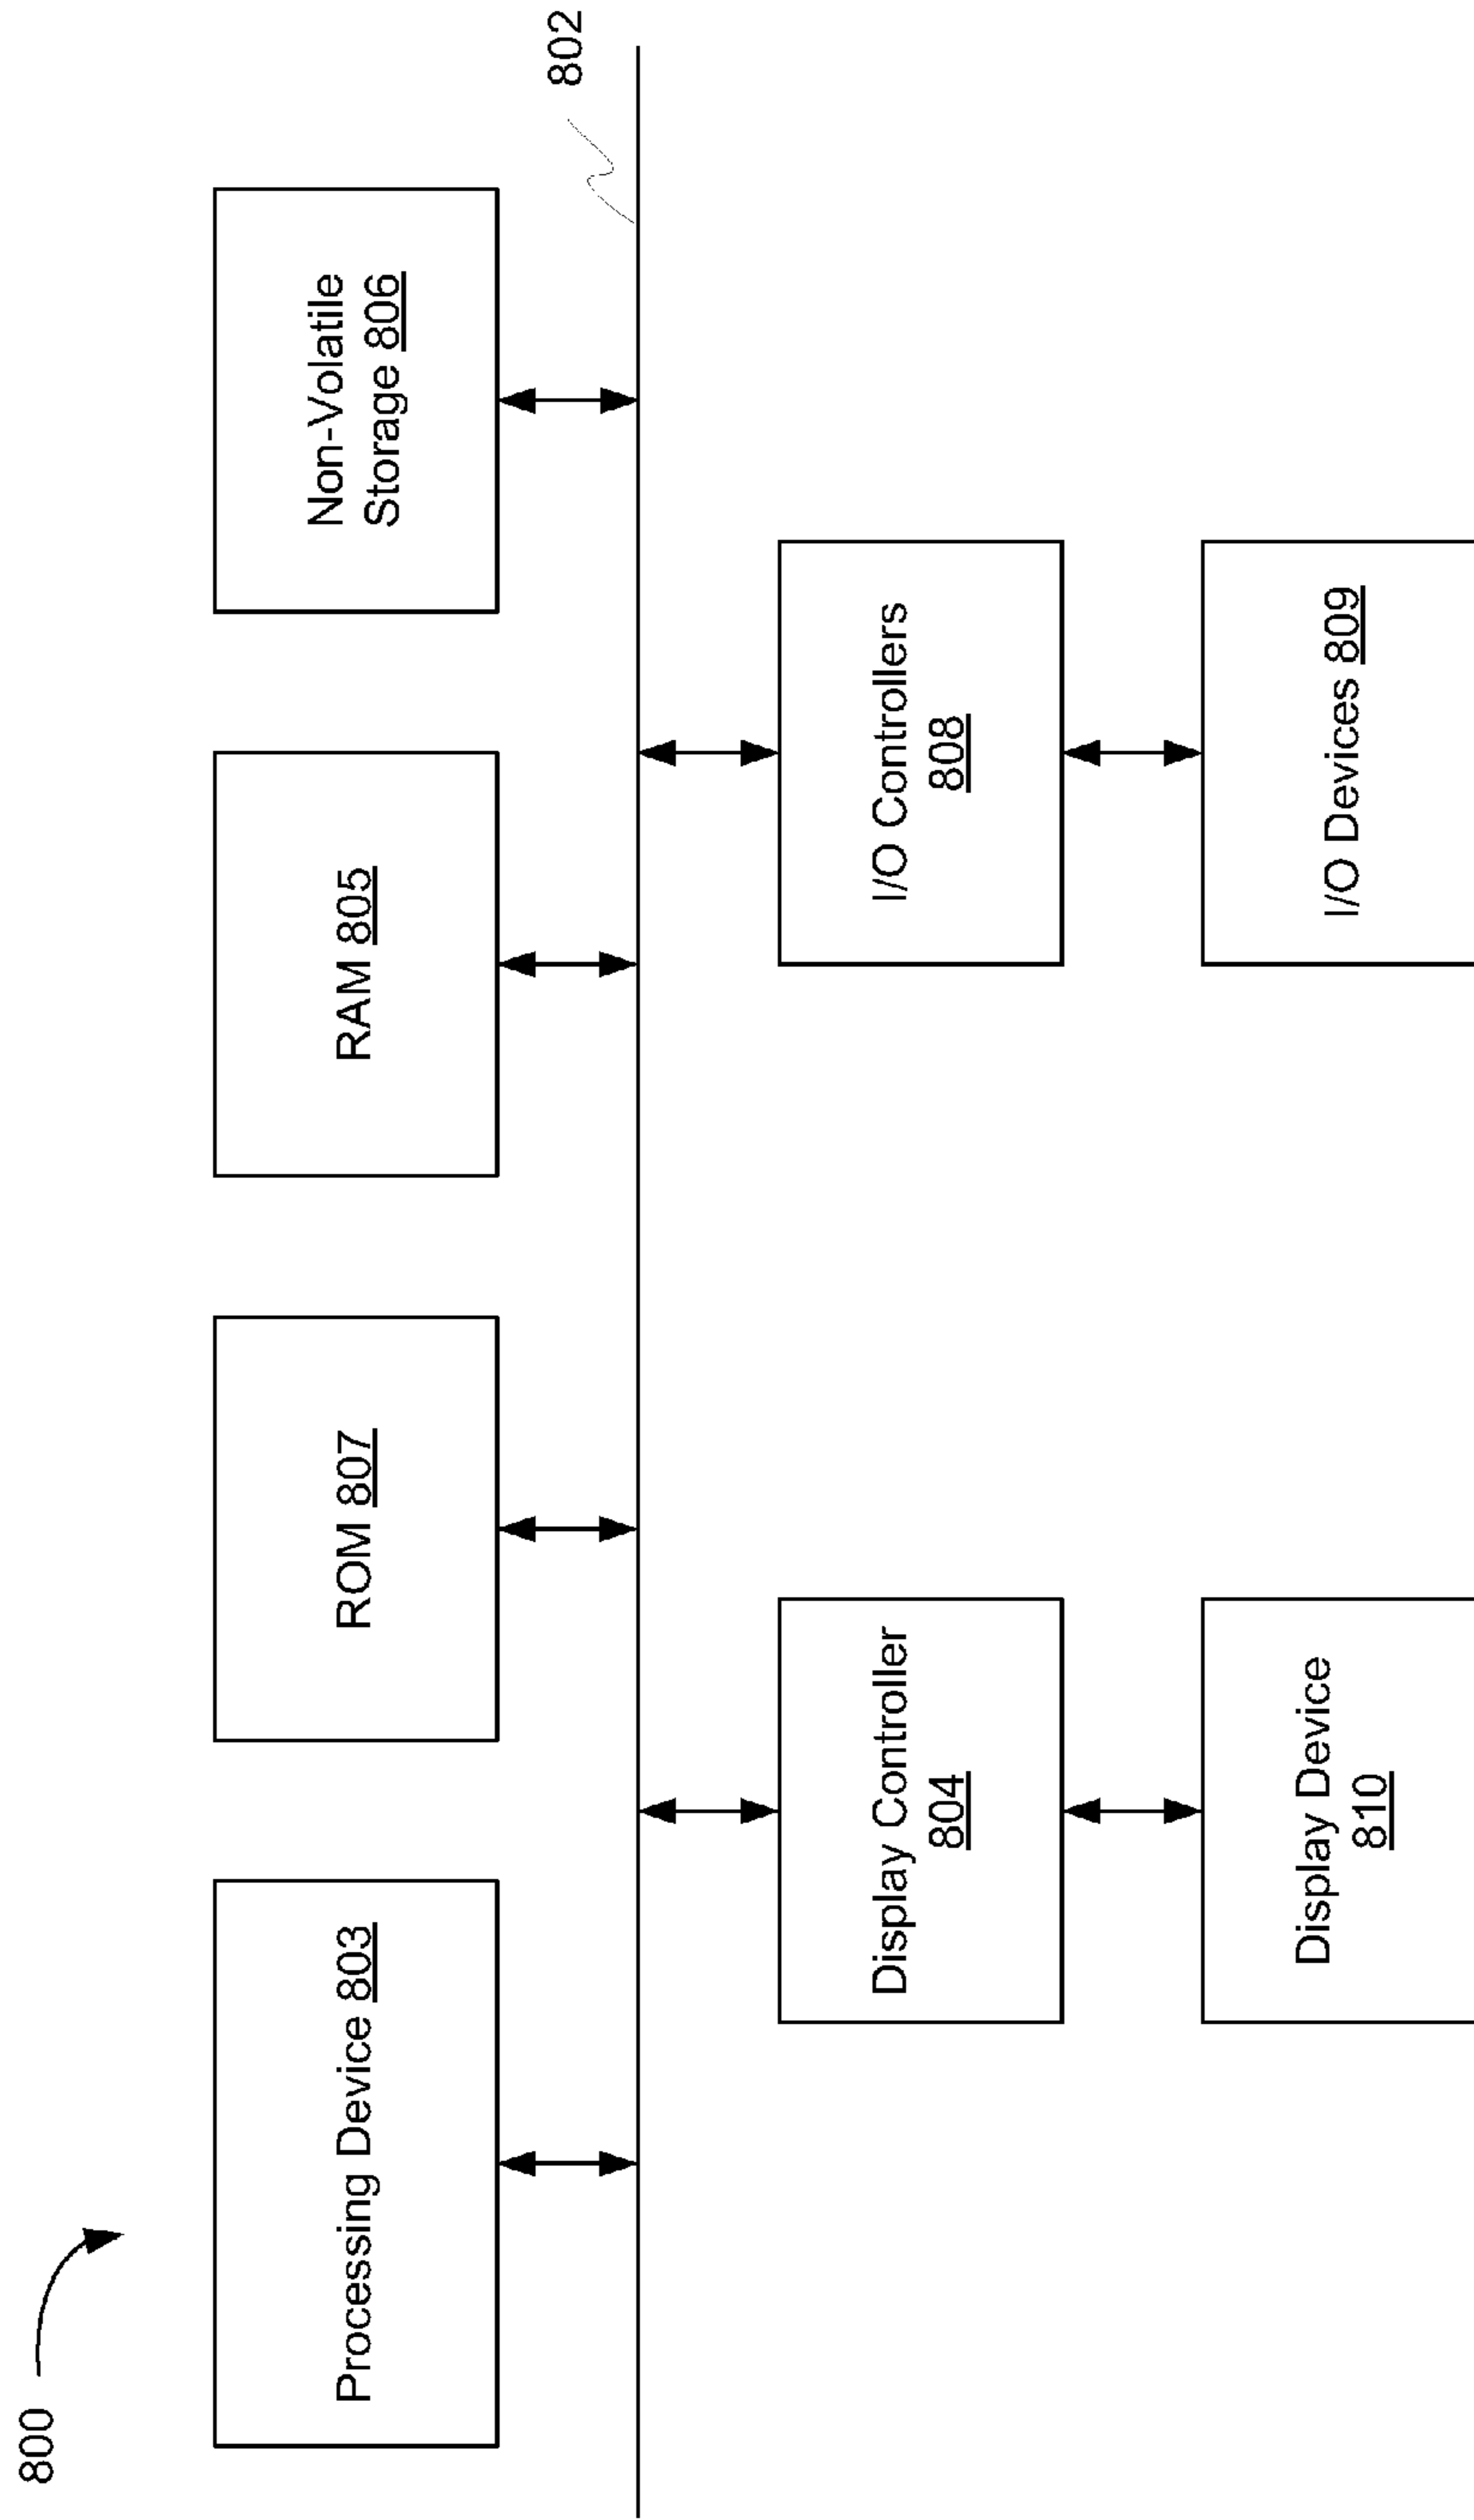 800
Processing Device 803
ROM 807
RAM 805
Non-Volatile
Storage 806
802
Display Controller
804
I/O Controllers
808
Display Device
810
I/O Devices 809